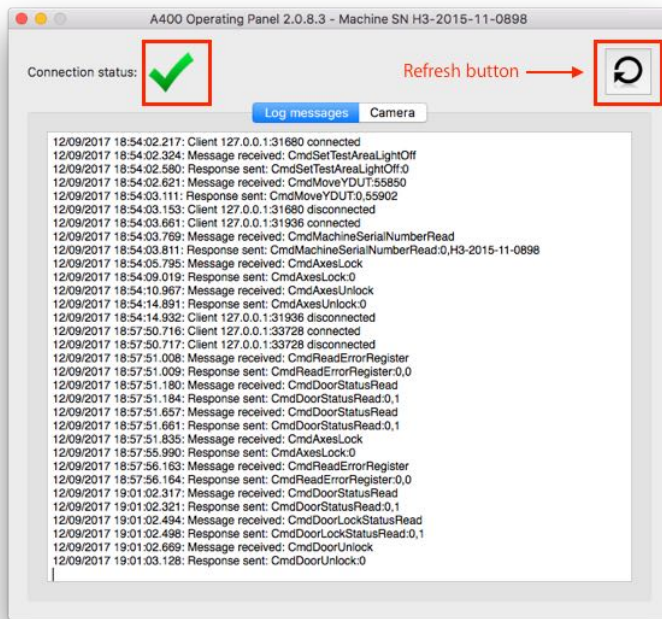 A400 Operating Panel 2.0.8.3 - Machine SN H3-2015-11-0898
Connection status:
Refresh button
Log messages
Camera
12/09/2017 18:54:02.217: Client 127.0.0.1:31680 connected
12/09/2017 18:54:02.324: Message received: CmdSetTestAreaLightOff
12/09/2017 18:54:02.580: Response sent: CmdSetTestAreaLightOff:0
12/09/2017 18:54:02.621: Message received: CmdMoveYDUT:55850
12/09/2017 18:54:03.111: Response sent: CmdMoveYDUT:0,55902
12/09/2017 18:54:03.153: Client 127.0.0.1:31680 disconnected
12/09/2017 18:54:03.661: Client 127.0.0.1:31936 connected
12/09/2017 18:54:03.769: Message received: CmdMachineSerialNumberRead
12/09/2017 18:54:03.811: Response sent: CmdMachineSerialNumberRead:0,H3-2015-11-0898
12/09/2017 18:54:05.795: Message received: CmdAxesLock
12/09/2017 18:54:09.019: Response sent: CmdAxesLock:0
12/09/2017 18:54:10.967: Message received: CmdAxesUnlock
12/09/2017 18:54:14.891: Response sent: CmdAxesUnlock:0
12/09/2017 18:54:14.932: Client 127.0.0.1:31936 disconnected
12/09/2017 18:57:50.716: Client 127.0.0.1:33728 connected
12/09/2017 18:57:50.717: Client 127.0.0.1:33728 disconnected
12/09/2017 18:57:51.008: Message received: CmdReadErrorRegister
12/09/2017 18:57:51.009: Response sent: CmdReadErrorRegister:0,0
12/09/2017 18:57:51.180: Message received: CmdDoorStatusRead
12/09/2017 18:57:51.184: Response sent: CmdDoorStatusRead:0,1
12/09/2017 18:57:51.657: Message received: CmdDoorStatusRead
12/09/2017 18:57:51.661: Response sent: CmdDoorStatusRead:0,1
12/09/2017 18:57:51.835: Message received: CmdAxesLock
12/09/2017 18:57:55.990: Response sent: CmdAxesLock:0
12/09/2017 18:57:56.163: Message received: CmdReadErrorRegister
12/09/2017 18:57:56.164: Response sent: CmdReadErrorRegister:0,0
12/09/2017 19:01:02.317: Message received: CmdDoorStatusRead
12/09/2017 19:01:02.321: Response sent: CmdDoorStatusRead:0,1
12/09/2017 19:01:02.494: Message received: CmdDoorLockStatusRead
12/09/2017 19:01:02.498: Response sent: CmdDoorLockStatusRead:0,1
12/09/2017 19:01:02.669: Message received: CmdDoorUnlock
12/09/2017 19:01:03.128: Response sent: CmdDoorUnlock:0